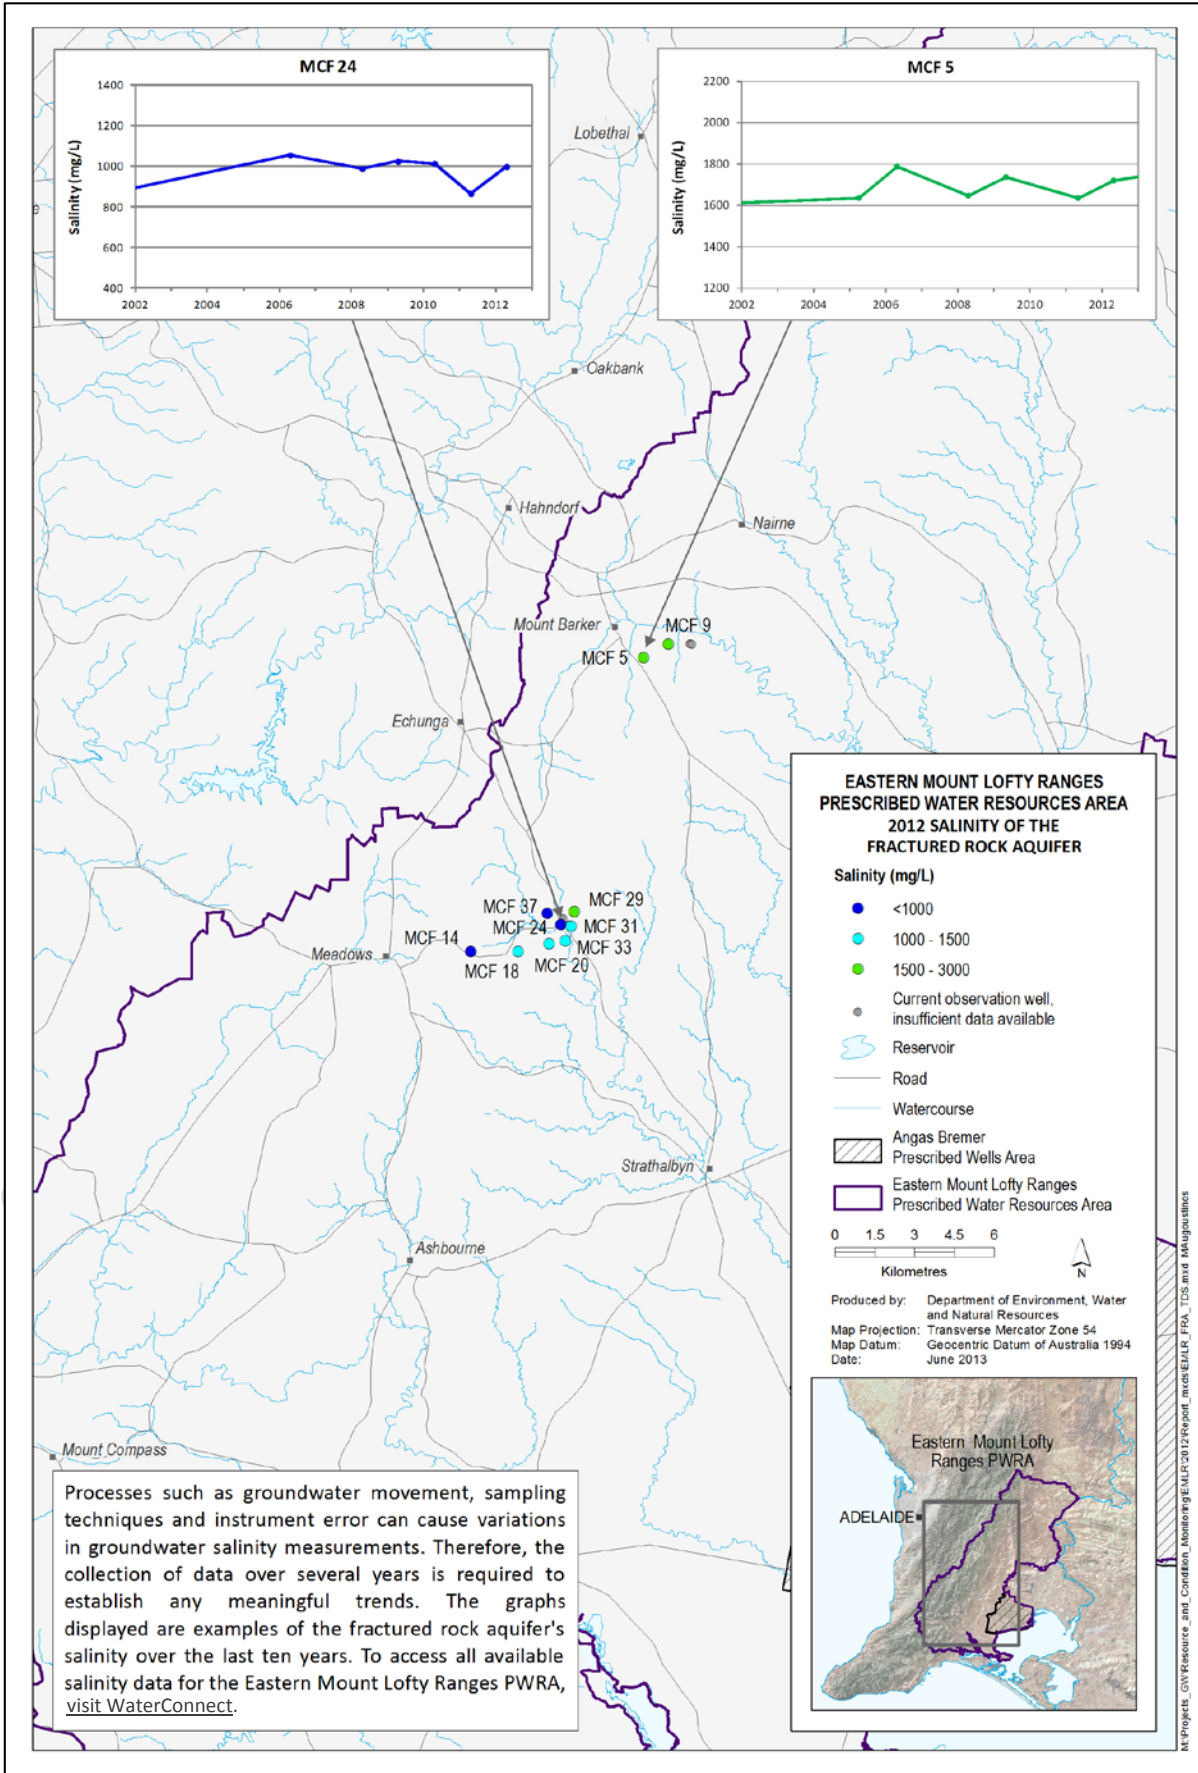 MCF 24
Salinity (mg/L)
1400
1200
1000
800
600
400
2002
2004
2006
2008
2010
2012
MCF 5
Salinity (mg/L)
2200
2000
1800
1600
1400
1200
2002
2004
2006
2008
2010
2012
Lobethal
Oakbank
Hahndorf
Nairne
Mount Barker
MCF 9
MCF 5
Echunga
MCF 37
MCF 29
MCF 24
MCF 31
MCF 14
MCF 33
Meadows
MCF 18
MCF 20
Strathalbyn
Ashbourne
Mount Compass
EASTERN MOUNT LOFTY RANGES
PRESCRIBED WATER RESOURCES AREA
2012 SALINITY OF THE
FRACTURED ROCK AQUIFER
Salinity (mg/L)
<1000
1000 - 1500
1500 - 3000
Current observation well,
insufficient data available
Reservoir
Road
Watercourse
Angas Bremer
Prescribed Wells Area
Eastern Mount Lofty Ranges
Prescribed Water Resources Area
0 1.5 3 4.5 6
Kilometres
N
Produced by: Department of Environment, Water
and Natural Resources
Map Projection: Transverse Mercator Zone 54
Map Datum: Geocentric Datum of Australia 1994
Date: June 2013
Eastern Mount Lofty
Ranges PWRA
ADELAIDE
Processes such as groundwater movement, sampling
techniques and instrument error can cause variations
in groundwater salinity measurements. Therefore, the
collection of data over several years is required to
establish any meaningful trends. The graphs
displayed are examples of the fractured rock aquifer's
salinity over the last ten years. To access all available
salinity data for the Eastern Mount Lofty Ranges PWRA,
visit WaterConnect.
M:\Projects_GW\Resource_and_Condition_Monitoring\EMLR\2012\Report_mxds\EMLR_FRA_TDS.mxd MAugoustinos